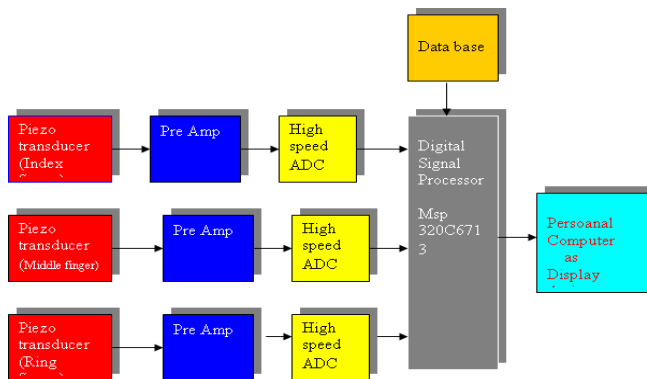 Data base
Piezo
transducer
(Index
Pre Amp
High
speed
ADC
Digital
Signal
Processor
Msp
320C671
3
Persoanal
Computer
as
Display
Piezo
transducer
(Middle finger)
Pre Amp
High
speed
ADC
Piezo
transducer
(Ring
Pre Amp
High
speed
ADC